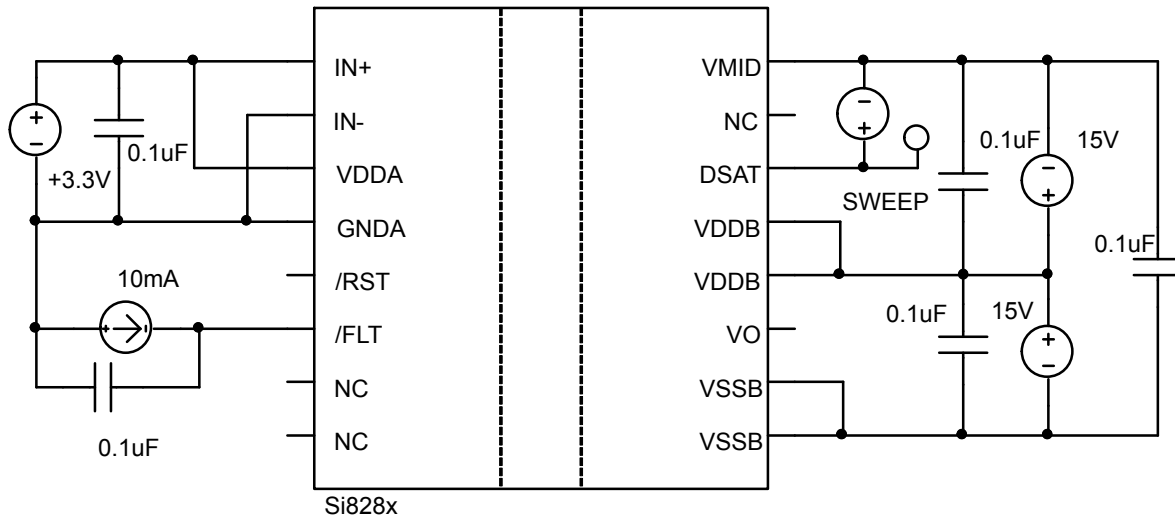 IN+
IN-
VDDA
GNDA
/RST
/FLT
NC
NC
VMID
NC
DSAT
VDDB
VDDB
VO
VSSB
VSSB
+
-
+3.3V
0.1uF
10mA
+
-
0.1uF
-
+
SWEEP
0.1uF
15V
-
+
0.1uF
0.1uF
15V
+
-
Si828x